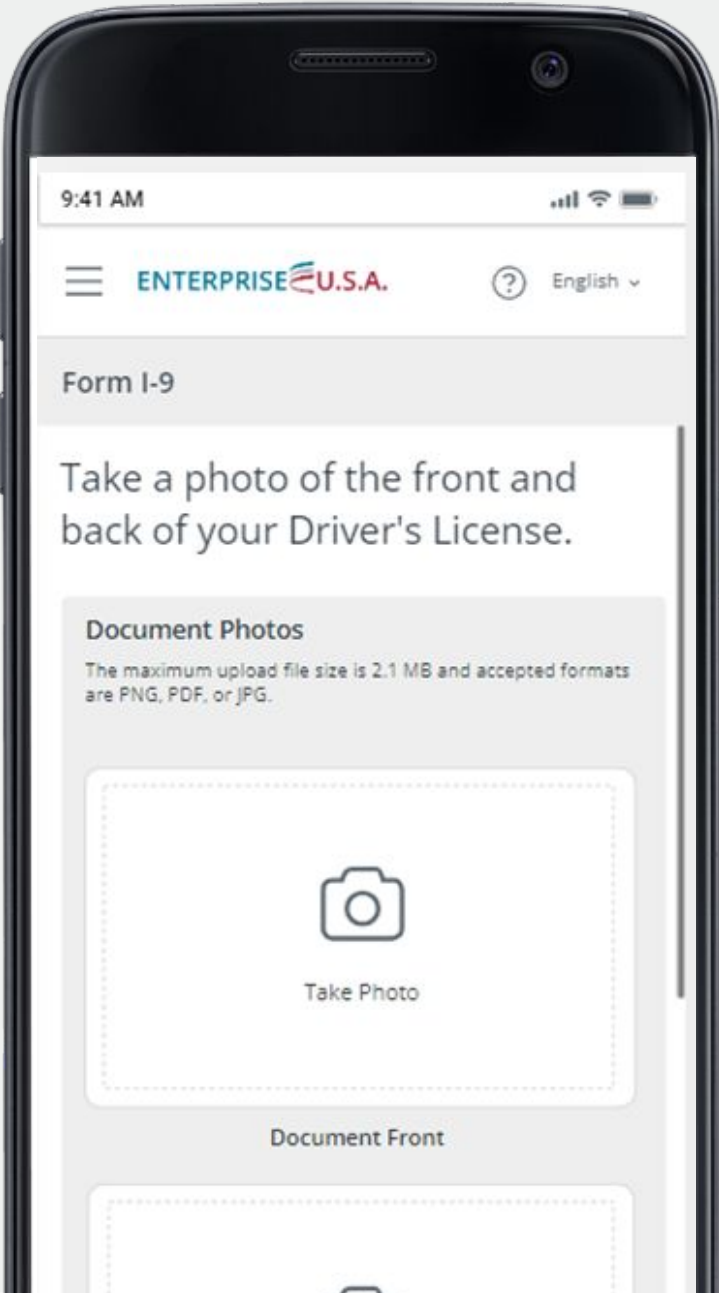 9:41 AM
ENTERPRISE U.S.A.
English
Form I-9
Take a photo of the front and
back of your Driver's License.
Document Photos
The maximum upload file size is 2.1 MB and accepted formats
are PNG, PDF, or JPG.
Take Photo
Document Front